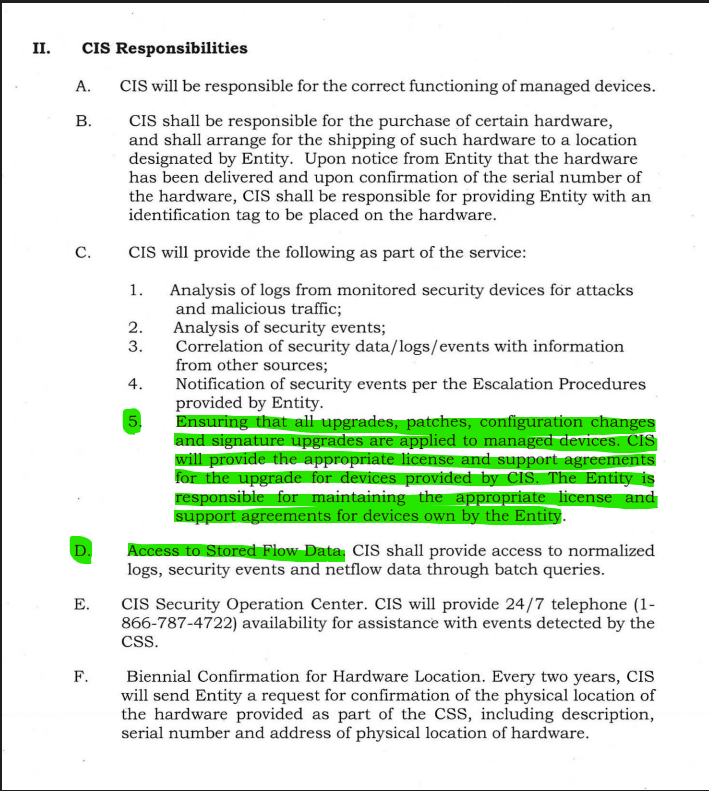 II. CIS Responsibilities
A. CIS will be responsible for the correct functioning of managed devices.
B. CIS shall be responsible for the purchase of certain hardware,
and shall arrange for the shipping of such hardware to a location
designated by Entity. Upon notice from Entity that the hardware
has been delivered and upon confirmation of the serial number of
the hardware, CIS shall be responsible for providing Entity with an
identification tag to be placed on the hardware.
C. CIS will provide the following as part of the service:
1. Analysis of logs from monitored security devices for attacks
and malicious traffic;
2. Analysis of security events;
3. Correlation of security data/logs/events with information
from other sources;
4. Notification of security events per the Escalation Procedures
provided by Entity.
5. Ensuring that all upgrades, patches, configuration changes
and signature upgrades are applied to managed devices. CIS
will provide the appropriate license and support agreements
for the upgrade for devices provided by CIS. The Entity is
responsible for maintaining the appropriate license and
support agreements for devices own by the Entity.
D. Access to Stored Flow Data. CIS shall provide access to normalized
logs, security events and netflow data through batch queries.
E. CIS Security Operation Center. CIS will provide 24/7 telephone (1-
866-787-4722) availability for assistance with events detected by the
CSS.
F. Biennial Confirmation for Hardware Location. Every two years, CIS
will send Entity a request for confirmation of the physical location of
the hardware provided as part of the CSS, including description,
serial number and address of physical location of hardware.